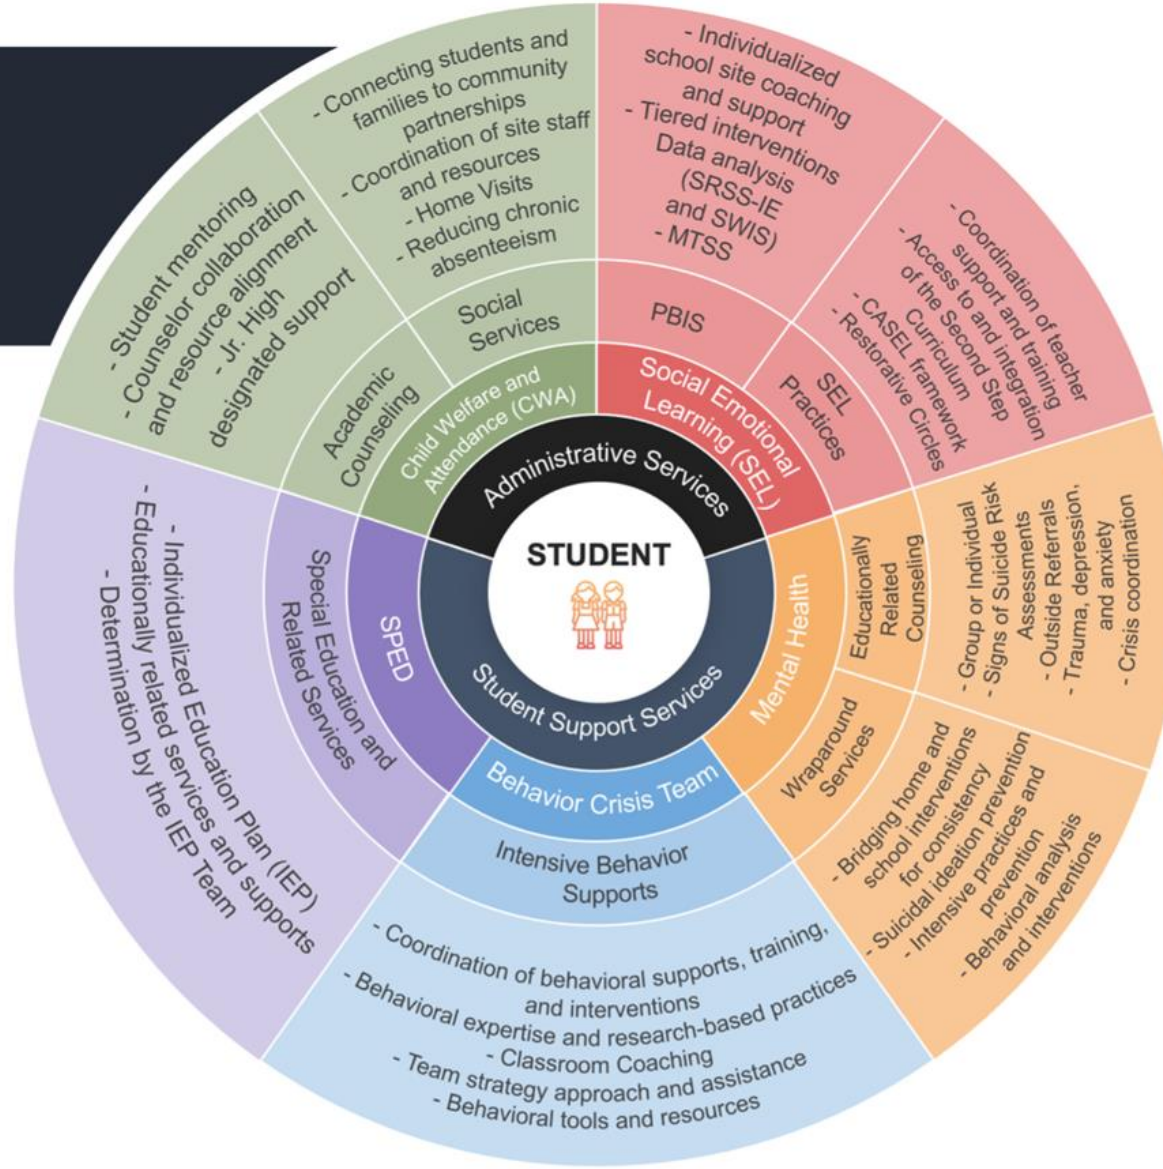 STUDENT
Administrative Services
Student Support Services
Social Emotional
Learning (SEL)
PBIS
- Individualized
school site coaching
and support
- Tiered interventions
Data analysis
(SRSS-IE
and SWIS)
- MTSS
SEL
Practices
- Coordination of teacher
support and training
- Access to and integration
of the Second Step
Curriculum
- CASEL framework
- Restorative Circles
Mental Health
Educationally
Related
Counseling
- Group or Individual
- Signs of Suicide Risk
Assessments
- Outside Referrals
- Trauma, depression,
and anxiety
- Crisis coordination
Wraparound
Services
- Bridging home and
school interventions
for consistency
- Suicidal ideation prevention
- Intensive practices and
prevention
- Behavioral analysis
and interventions
Behavior Crisis Team
Intensive Behavior
Supports
- Coordination of behavioral supports, training,
and interventions
- Behavioral expertise and research-based practices
- Classroom Coaching
- Team strategy approach and assistance
- Behavioral tools and resources
SPED
Special Education and
Related Services
- Individualized Education Plan (IEP)
- Educationally related services and supports
- Determination by the IEP Team
Child Welfare and
Attendance (CWA)
Academic
Counseling
- Student mentoring
- Counselor collaboration
and resource alignment
- Jr. High
designated support
Social
Services
- Connecting students and
families to community
partnerships
- Coordination of site staff
and resources
- Home Visits
- Reducing chronic
absenteeism